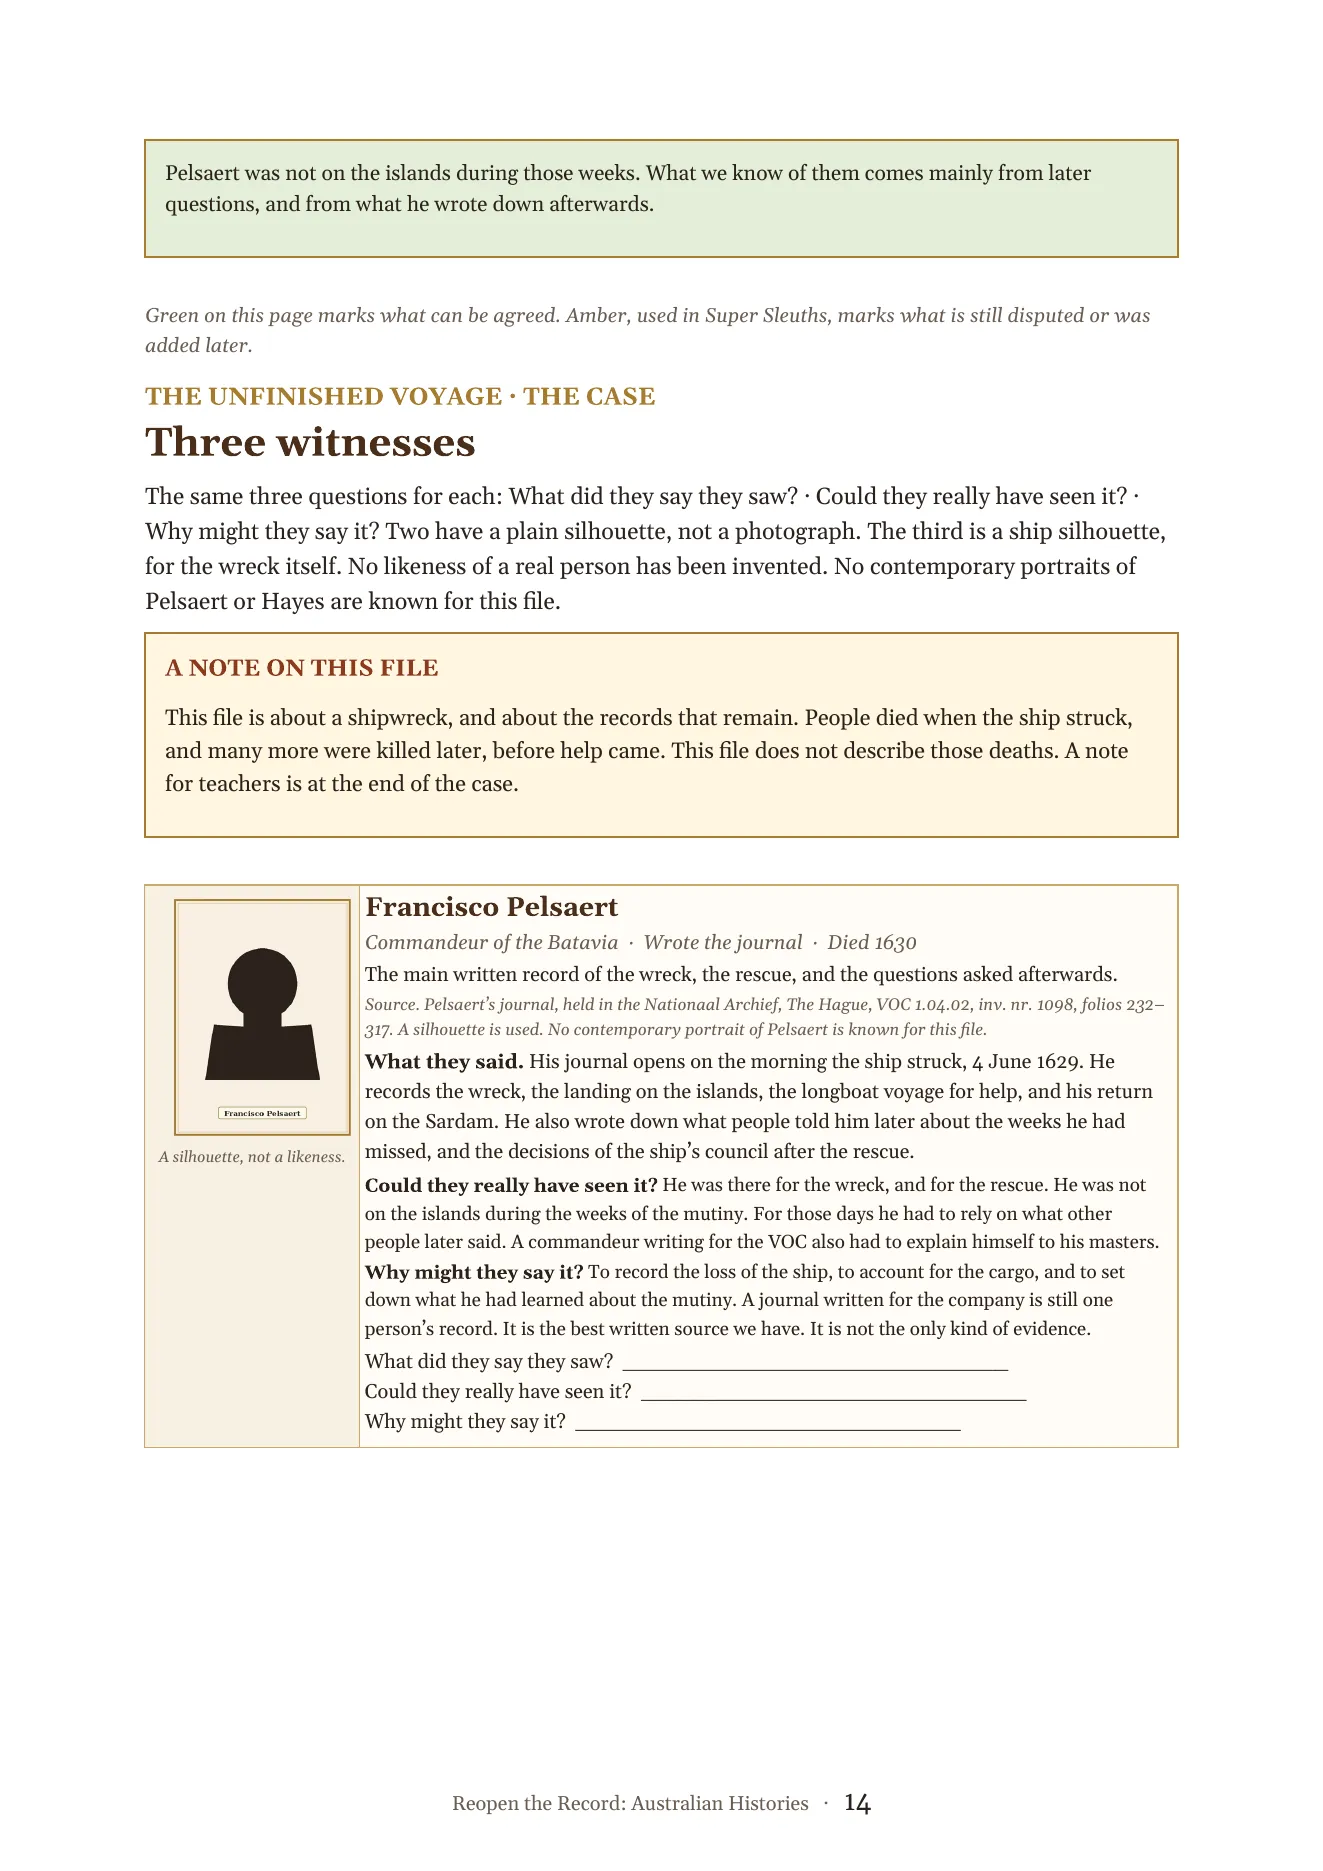 Pelsaert was not on the islands during those weeks. What we know of them comes mainly from later
questions, and from what he wrote down afterwards.
Green on this page marks what can be agreed. Amber, used in Super Sleuths, marks what is still disputed or was
added later.
THE UNFINISHED VOYAGE · THE CASE
Three witnesses
The same three questions for each: What did they say they saw? · Could they really have seen it? ·
Why might they say it? Two have a plain silhouette, not a photograph. The third is a ship silhouette,
for the wreck itself. No likeness of a real person has been invented. No contemporary portraits of
Pelsaert or Hayes are known for this file.
A NOTE ON THIS FILE
This file is about a shipwreck, and about the records that remain. People died when the ship struck,
and many more were killed later, before help came. This file does not describe those deaths. A note
for teachers is at the end of the case.
Francisco Pelsaert
A silhouette, not a likeness.
Francisco Pelsaert
Commandeur of the Batavia · Wrote the journal · Died 1630
The main written record of the wreck, the rescue, and the questions asked afterwards.
Source. Pelsaert’s journal, held in the Nationaal Archief, The Hague, VOC 1.04.02, inv. nr. 1098, folios 232–
317. A silhouette is used. No contemporary portrait of Pelsaert is known for this file.
What they said. His journal opens on the morning the ship struck, 4 June 1629. He
records the wreck, the landing on the islands, the longboat voyage for help, and his return
on the Sardam. He also wrote down what people told him later about the weeks he had
missed, and the decisions of the ship’s council after the rescue.
Could they really have seen it? He was there for the wreck, and for the rescue. He was not
on the islands during the weeks of the mutiny. For those days he had to rely on what other
people later said. A commandeur writing for the VOC also had to explain himself to his masters.
Why might they say it? To record the loss of the ship, to account for the cargo, and to set
down what he had learned about the mutiny. A journal written for the company is still one
person’s record. It is the best written source we have. It is not the only kind of evidence.
What did they say they saw?
Could they really have seen it?
Why might they say it?
Reopen the Record: Australian Histories · 14